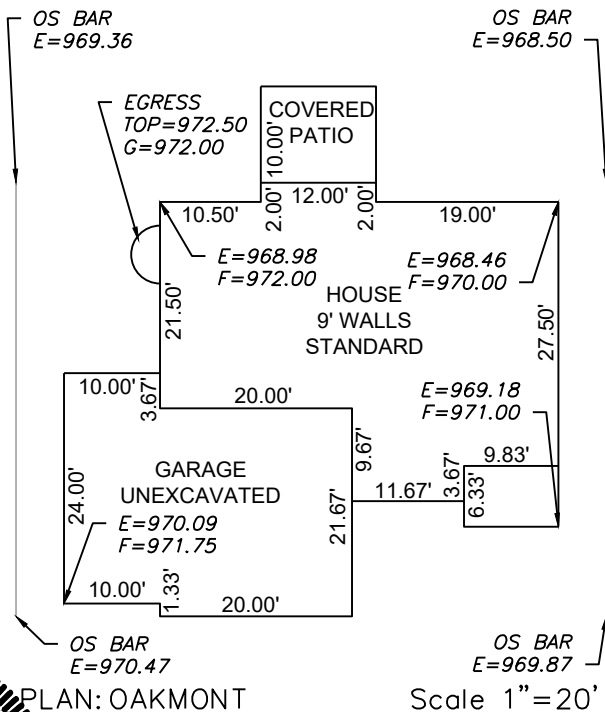 OS BAR
E=969.36
OS BAR
E=968.50
EGRESS
TOP=972.50
G=972.00
COVERED
PATIO
10.00'
12.00'
2.00'
2.00'
10.50'
19.00'
E=968.98
F=972.00
E=968.46
F=970.00
HOUSE
9' WALLS
STANDARD
21.50'
27.50'
10.00'
3.67'
20.00'
E=969.18
F=971.00
9.67'
9.83'
3.67'
6.33'
11.67'
GARAGE
UNEXCAVATED
24.00'
E=970.09
F=971.75
21.67'
10.00'
1.33'
20.00'
OS BAR
E=970.47
OS BAR
E=969.87
PLAN: OAKMONT
Scale 1"=20'